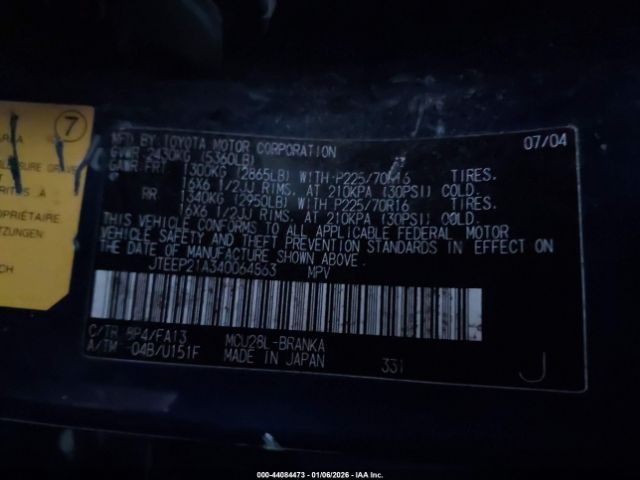 7
MFD.BY:TOYOTA MOTOR CORPORATION 07/04
GVWR 2430KG (5360LB)
GAWR FRT 1300KG (2865LB) WITH P225/70R16 TIRES.
16X6 1/2JJ RIMS. AT 210KPA (30PSI) COLD.
RR 1340KG (2950LB) WITH P225/70R16 TIRES.
16X6 1/2JJ RIMS. AT 210KPA (30PSI) COLD.
THIS VEHICLE CONFORMS TO ALL APPLICABLE FEDERAL MOTOR
VEHICLE SAFETY AND THEFT PREVENTION STANDARDS IN EFFECT ON
THE DATE OF MANUFACTURE SHOWN ABOVE.
JTEEP21A340064563 MPV
C/TR 8P4/FA13 MCU28L-BRANKA
A/TM -04B/U151F MADE IN JAPAN 331 J
PROPRIÉTAIRE
000-44084473 - 01/06/2026 - IAA Inc.